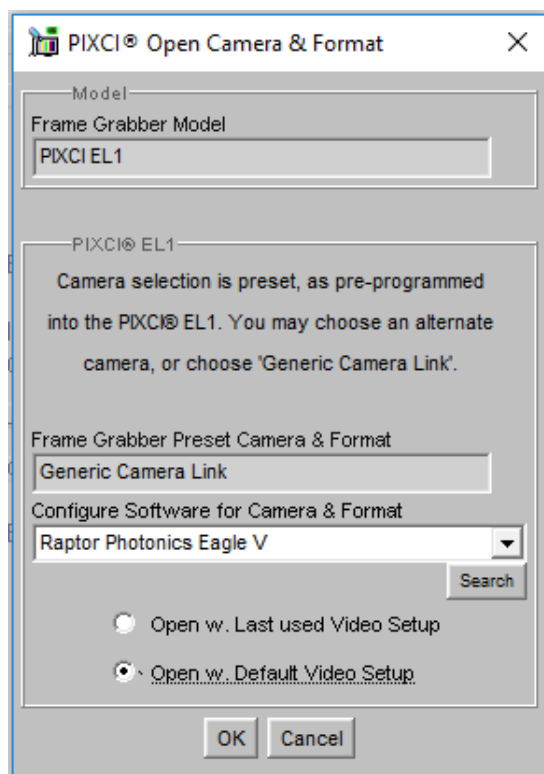 PIXCI® Open Camera & Format
Model
Frame Grabber Model
PIXCI EL1
PIXCI® EL1
Camera selection is preset, as pre-programmed
into the PIXCI® EL1. You may choose an alternate
camera, or choose 'Generic Camera Link'.
Frame Grabber Preset Camera & Format
Generic Camera Link
Configure Software for Camera & Format
Raptor Photonics Eagle V
Search
Open w. Last used Video Setup
Open w. Default Video Setup
OK Cancel